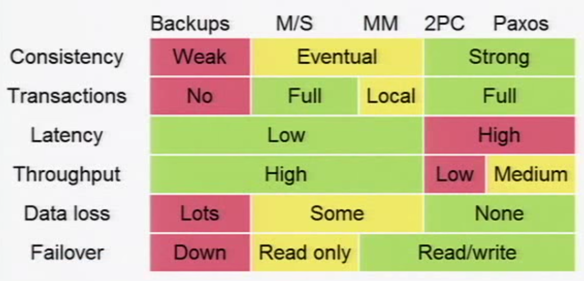 Backups M/S MM 2PC Paxos
Consistency Weak Eventual Strong
Transactions No Full Local Full
Latency Low High
Throughput High Low Medium
Data loss Lots Some None
Failover Down Read only Read/write